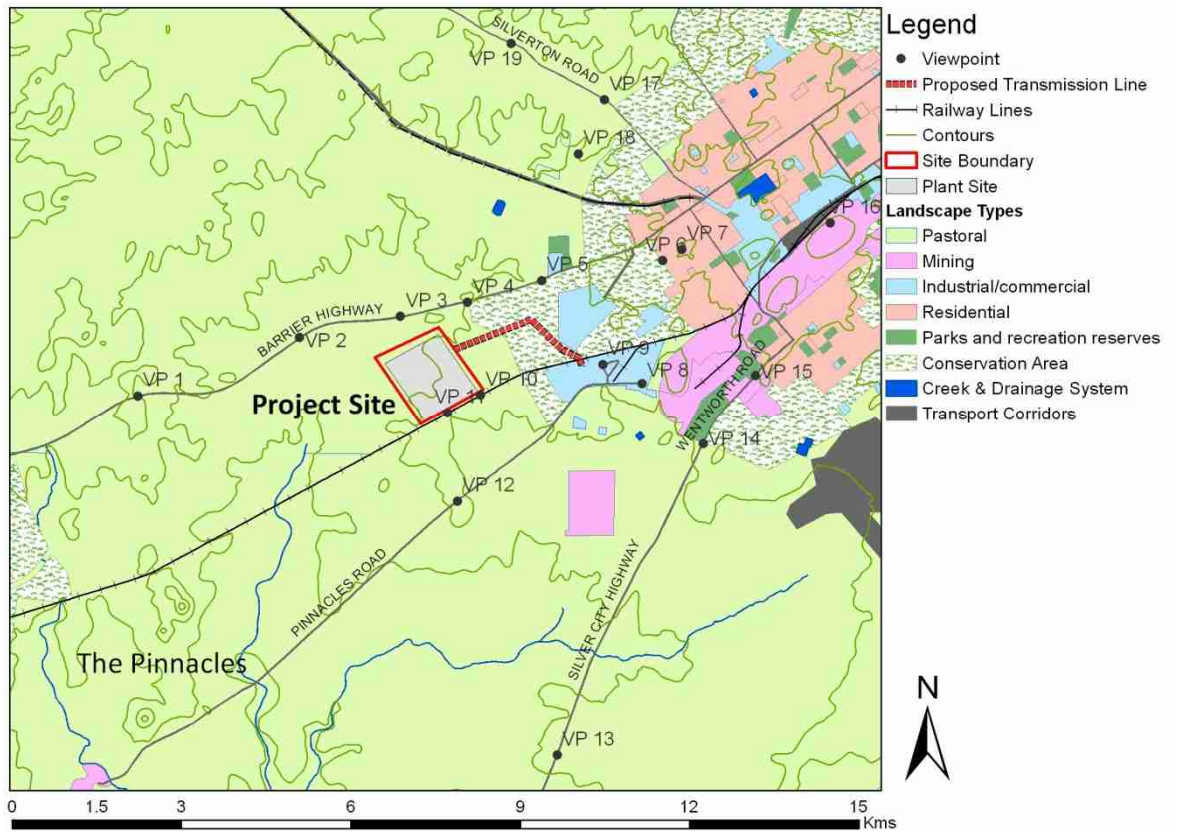 SILVERTON ROAD
VP 19
VP 17
VP 18
VP 16
VP 7
VP 6
VP 5
VP 4
VP 3
BARRIER HIGHWAY
VP 2
VP 9
VP 8
VP 10
VP 1
VP 11
Project Site
VP 15
WENTWORTH ROAD
VP 14
VP 12
PINNACLES ROAD
SILVER CITY HIGHWAY
The Pinnacles
VP 13
Legend
Viewpoint
Proposed Transmission Line
Railway Lines
Contours
Site Boundary
Plant Site
Landscape Types
Pastoral
Mining
Industrial/commercial
Residential
Parks and recreation reserves
Conservation Area
Creek & Drainage System
Transport Corridors
N
0 1.5 3 6 9 12 15
Kms